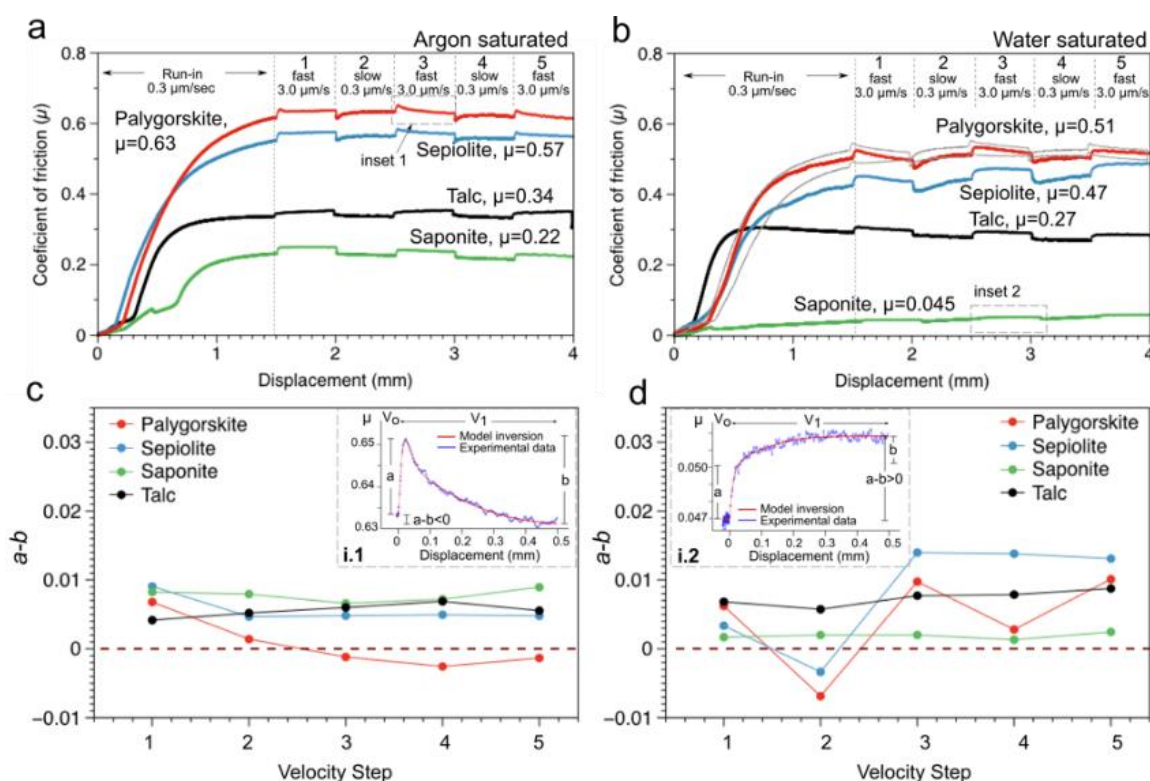 a
Argon saturated
0.8
0.6
0.4
0.2
0
Coeficient of friction (μ)
Run-in
0.3 μm/sec
1
fast
3.0 μm/s
2
slow
0.3 μm/s
3
fast
3.0 μm/s
4
slow
0.3 μm/s
5
fast
3.0 μm/s
Palygorskite,
μ=0.63
inset 1
Sepiolite, μ=0.57
Talc, μ=0.34
Saponite, μ=0.22
0 1 2 3 4
Displacement (mm)
b
Water saturated
0.8
0.6
0.4
0.2
0
Coeficient of friction (μ)
Run-in
0.3 μm/sec
1
fast
3.0 μm/s
2
slow
0.3 μm/s
3
fast
3.0 μm/s
4
slow
0.3 μm/s
5
fast
3.0 μm/s
Palygorskite, μ=0.51
Sepiolite, μ=0.47
Talc, μ=0.27
inset 2
Saponite, μ=0.045
0 1 2 3 4
Displacement (mm)
c
0.03
0.02
0.01
0
−0.01
a-b
Palygorskite
Sepiolite
Saponite
Talc
μ Vo V1
Model inversion
Experimental data
0.65
0.64
0.63
a
b
a-b<0
0 0.1 0.2 0.3 0.4 0.5
Displacement (mm)
i.1
1 2 3 4 5
Velocity Step
d
0.03
0.02
0.01
0
−0.01
a-b
μ Vo V1
0.050
0.047
a
b
a-b>0
Model inversion
Experimental data
0 0.1 0.2 0.3 0.4 0.5
Displacement (mm)
i.2
Palygorskite
Sepiolite
Saponite
Talc
1 2 3 4 5
Velocity Step